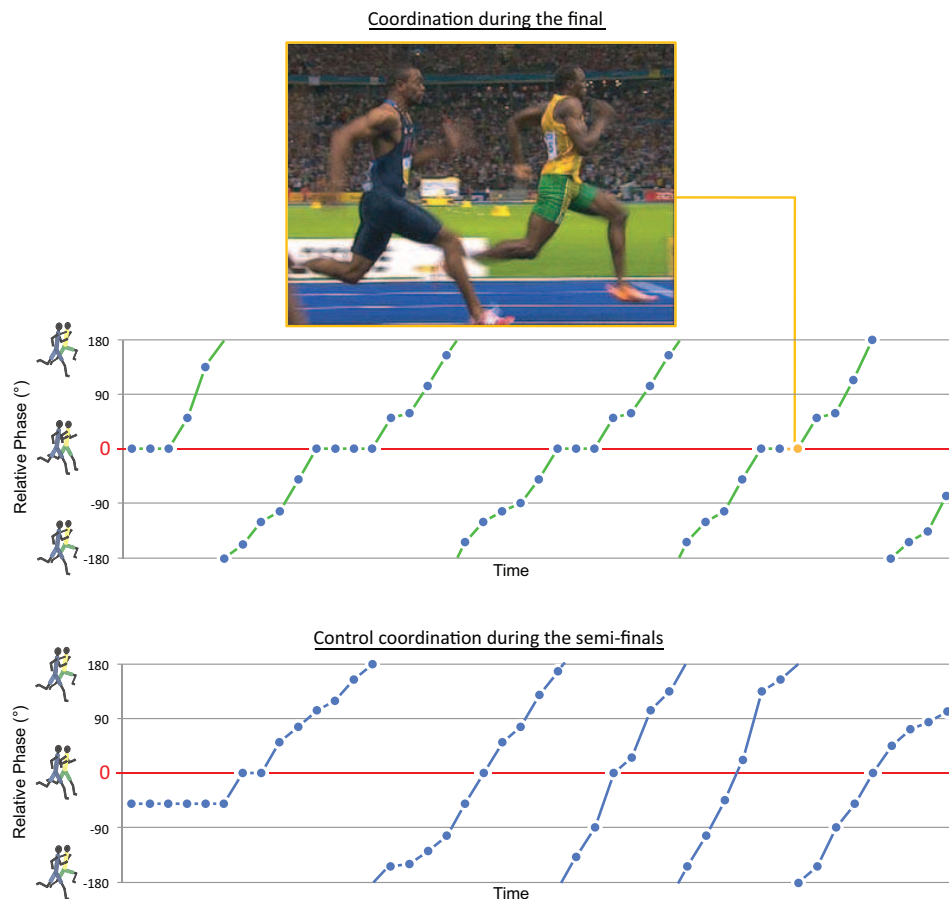 Coordination during the final
180
90
0
-90
-180
Relative Phase (°)
Time
Control coordination during the semi-finals
180
90
0
-90
-180
Relative Phase (°)
Time